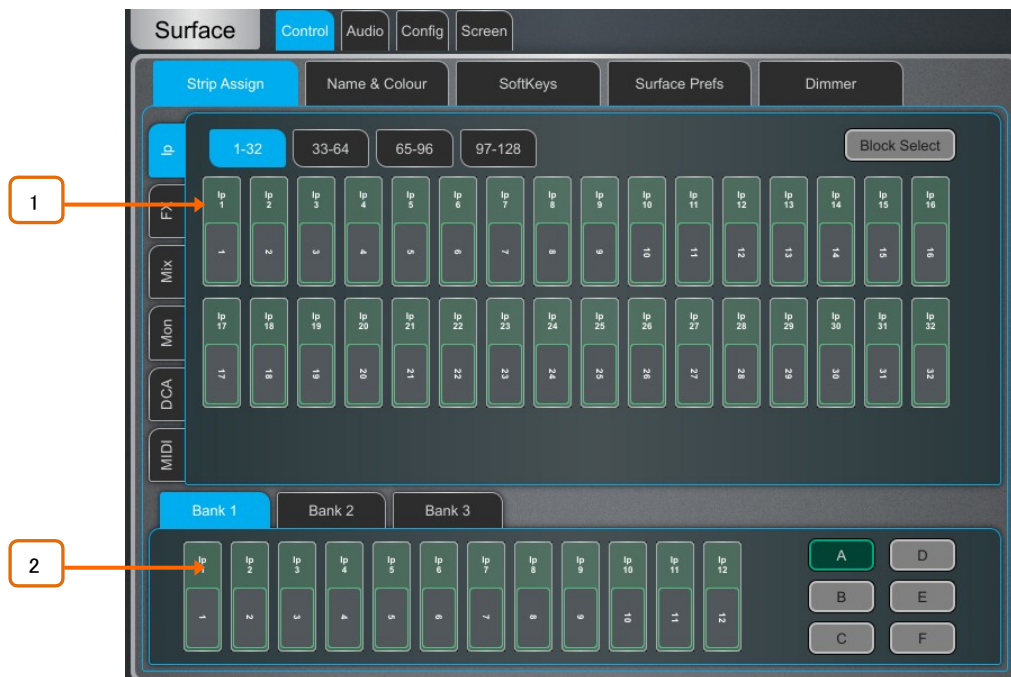 Surface Control Audio Config Screen
Strip Assign Name & Colour SoftKeys Surface Prefs Dimmer
Ip
FX
Mix
Mon
DCA
MIDI
1-32 33-64 65-96 97-128 Block Select
1
Ip Ip Ip Ip Ip Ip Ip Ip Ip Ip Ip Ip Ip Ip Ip Ip
1 2 3 4 5 6 7 8 9 10 11 12 13 14 15 16
1 2 3 4 5 6 7 8 9 10 11 12 13 14 15 16
Ip Ip Ip Ip Ip Ip Ip Ip Ip Ip Ip Ip Ip Ip Ip Ip
17 18 19 20 21 22 23 24 25 26 27 28 29 30 31 32
17 18 19 20 21 22 23 24 25 26 27 28 29 30 31 32
Bank 1 Bank 2 Bank 3
2
Ip Ip Ip Ip Ip Ip Ip Ip Ip Ip Ip Ip
1 2 3 4 5 6 7 8 9 10 11 12
1 2 3 4 5 6 7 8 9 10 11 12
A D
B E
C F